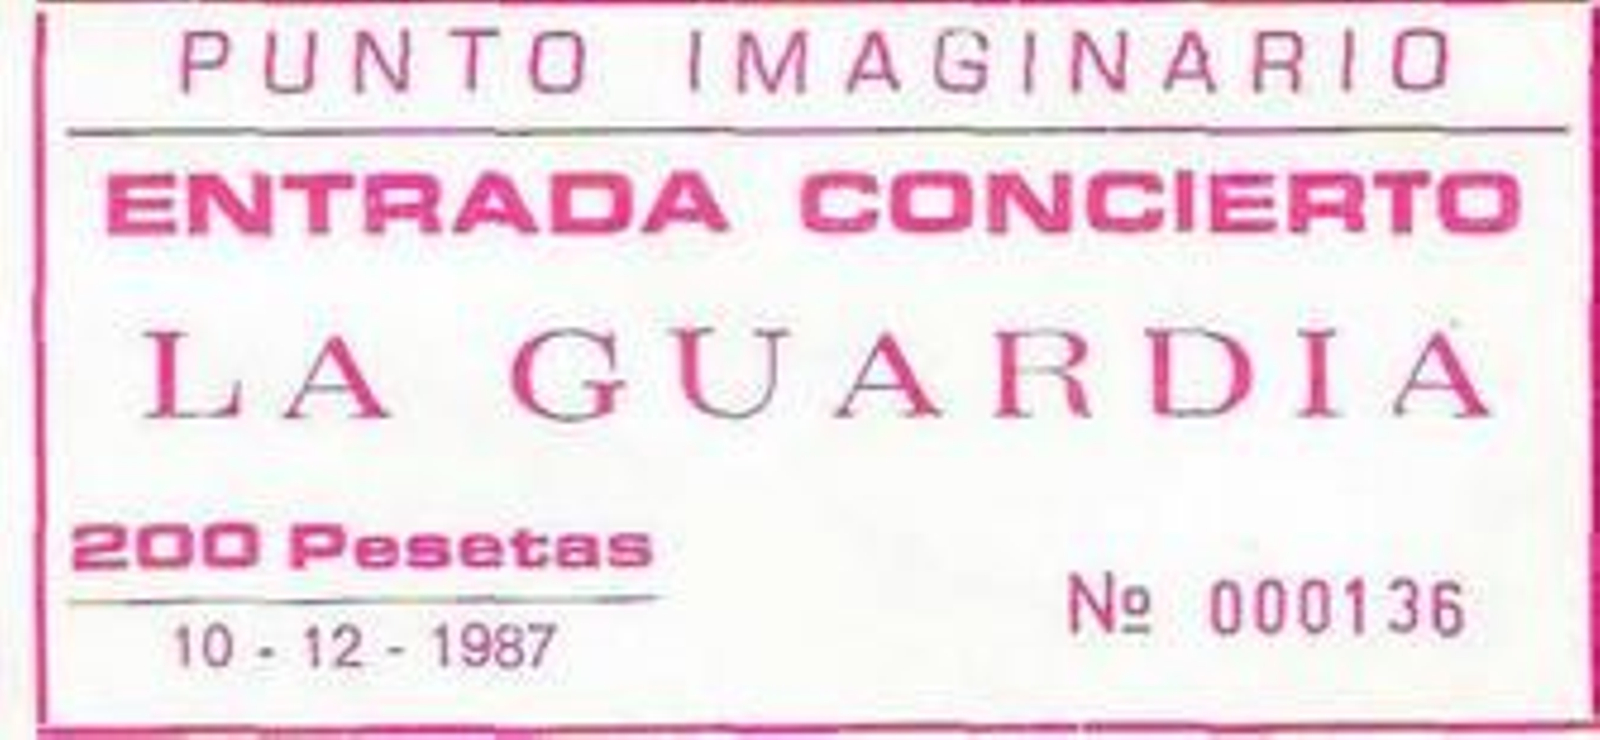 PUNTO IMAGINARIO
ENTRADA CONCIERTO
LA GUARDIA
200 Pesetas
Nº 000136
10 - 12 - 1987